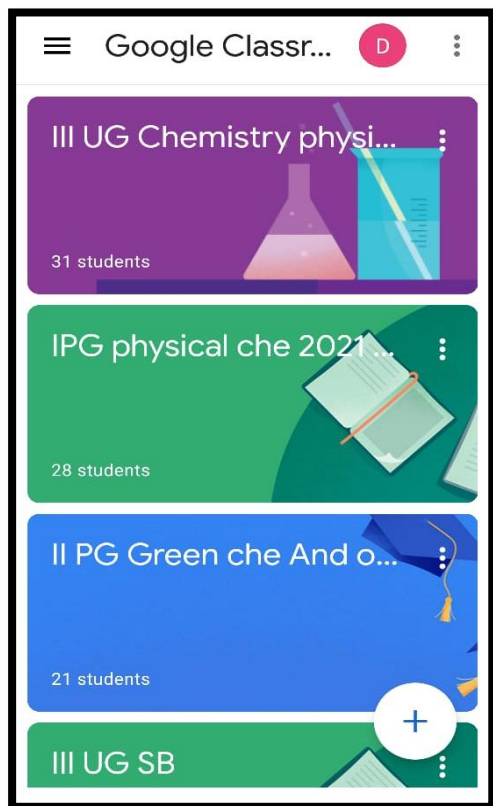 Google Classr... D
III UG Chemistry physi...
31 students
IPG physical che 2021 ...
28 students
II PG Green che And o...
21 students
III UG SB